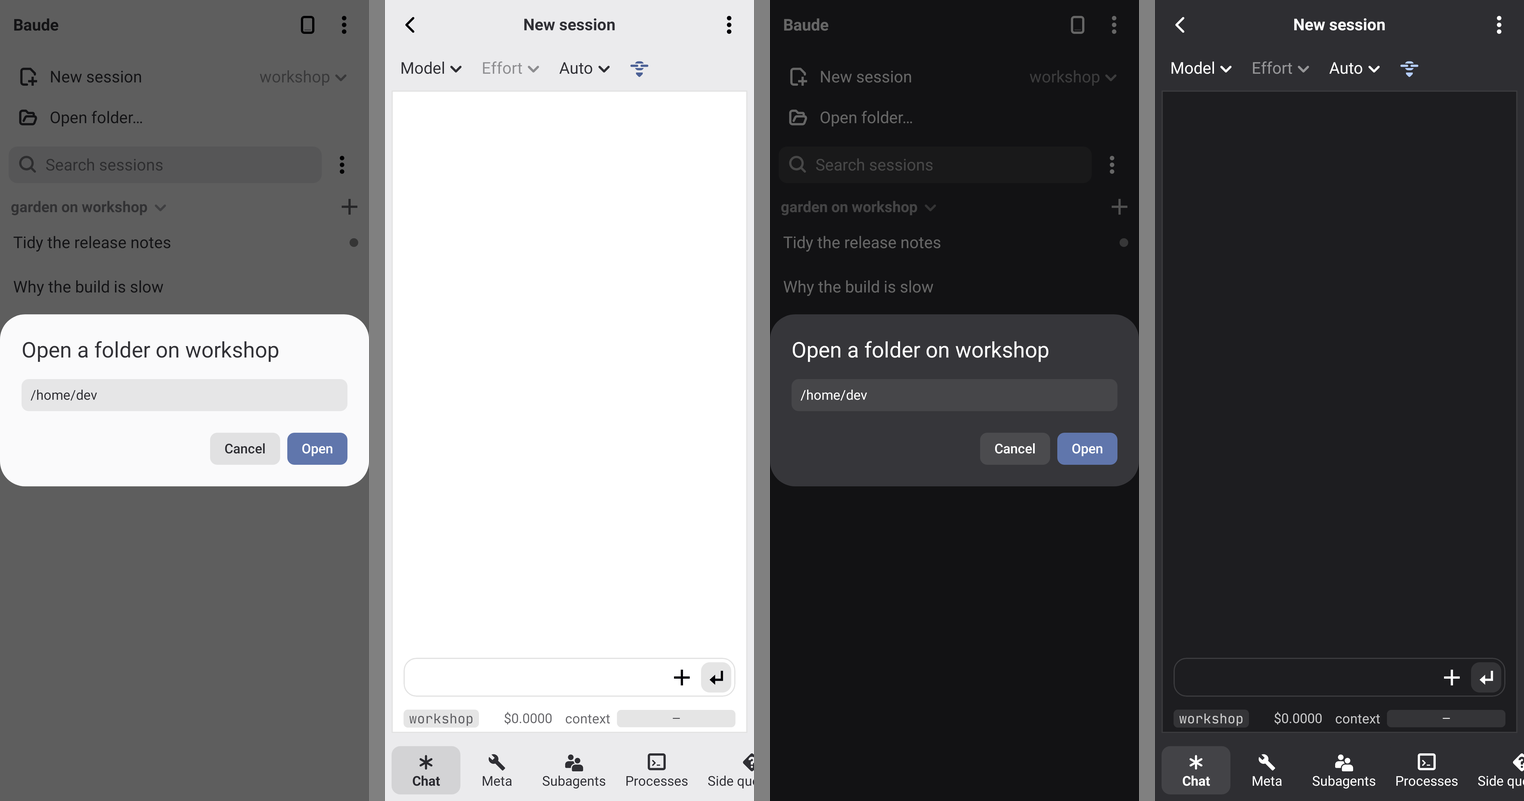 Baude
New session
workshop
Open folder...
Search sessions
garden on workshop
Tidy the release notes
Why the build is slow
Open a folder on workshop
/home/dev
Cancel
Open
New session
Model
Effort
Auto
workshop
$0.0000
context
–
Chat
Meta
Subagents
Processes
Side que
Baude
New session
workshop
Open folder...
Search sessions
garden on workshop
Tidy the release notes
Why the build is slow
Open a folder on workshop
/home/dev
Cancel
Open
New session
Model
Effort
Auto
workshop
$0.0000
context
–
Chat
Meta
Subagents
Processes
Side que